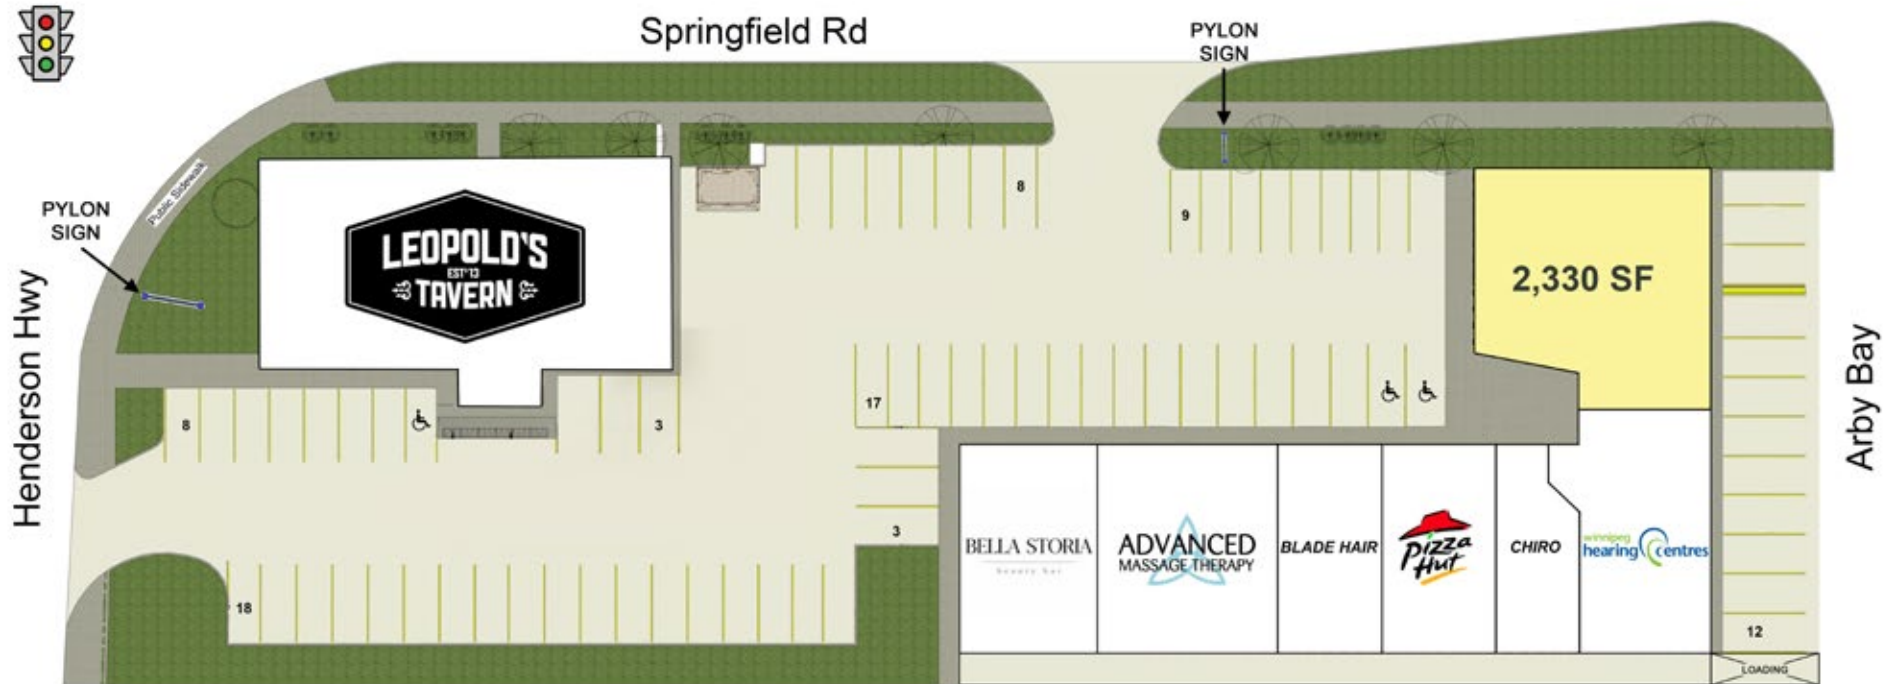 Springfield Rd
PYLON
SIGN
Public Sidewalk
PYLON
SIGN
Henderson Hwy
LEOPOLD'S
EST'13
TAVERN
8
9
2,330 SF
Arby Bay
8
3
17
3
18
BELLA STORIA
beauty bar
ADVANCED
MASSAGE THERAPY
BLADE HAIR
Pizza
Hut
CHIRO
winnipeg
hearing centres
12
LOADING